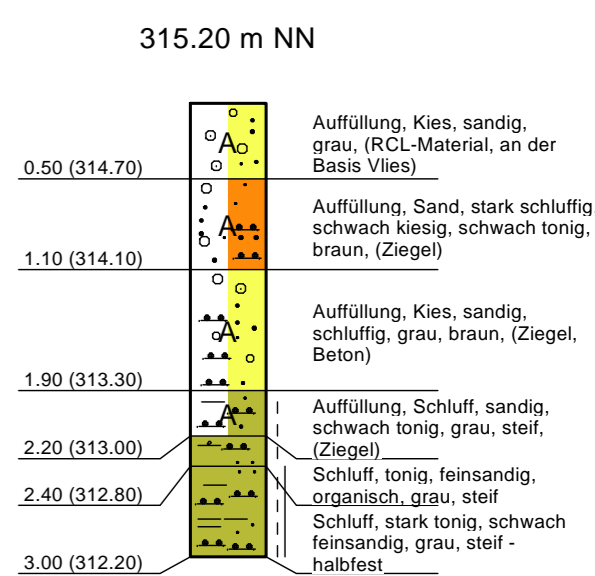 315.20 m NN
A
Auffüllung, Kies, sandig,
grau, (RCL-Material, an der
Basis Vlies)
0.50 (314.70)
A
Auffüllung, Sand, stark schluffig
schwach kiesig, schwach tonig,
braun, (Ziegel)
1.10 (314.10)
A
Auffüllung, Kies, sandig,
schluffig, grau, braun, (Ziegel,
Beton)
1.90 (313.30)
A
Auffüllung, Schluff, sandig,
schwach tonig, grau, steif,
(Ziegel)
2.20 (313.00)
Schluff, tonig, feinsandig,
organisch, grau, steif
2.40 (312.80)
Schluff, stark tonig, schwach
feinsandig, grau, steif -
halbfest
3.00 (312.20)